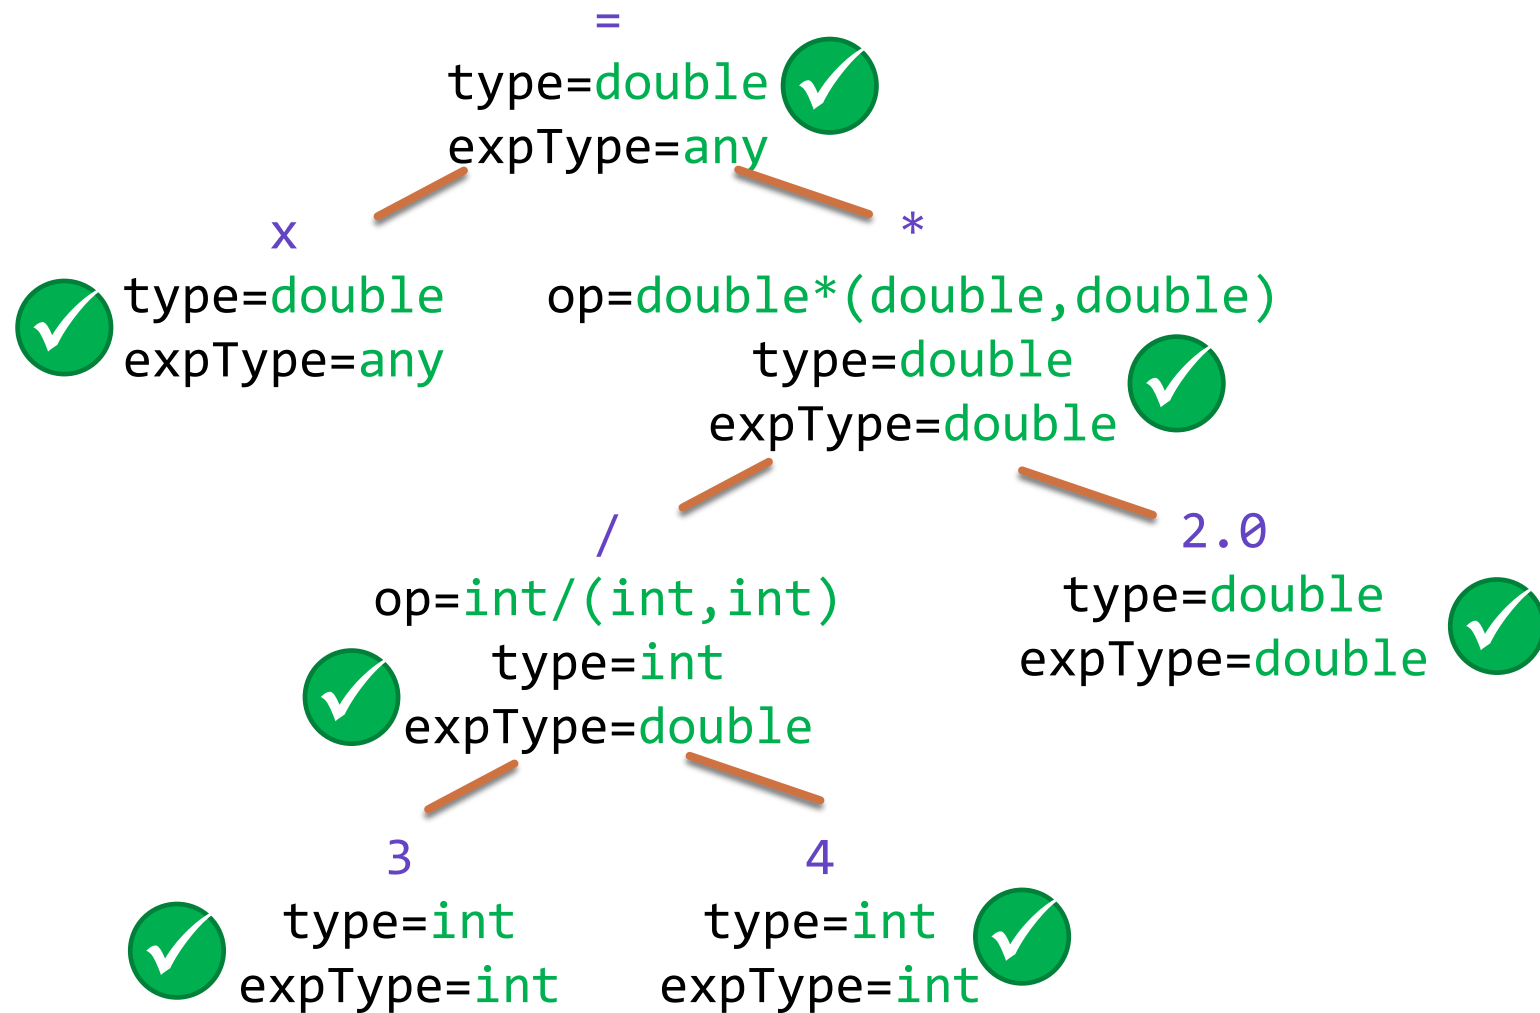 =
type=double
expType=any
x
type=double
expType=any
*
op=double*(double,double)
type=double
expType=double
/
op=int/(int,int)
type=int
expType=double
2.0
type=double
expType=double
3
type=int
expType=int
4
type=int
expType=int